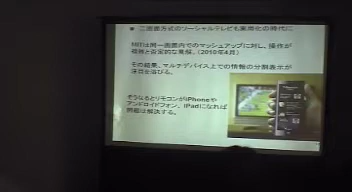 ● 二画面方式のソーシャルテレビも実用化の時代に
MITは同一画面内でのマッシュアップに対し、操作が
複雑と否定的な見解。(2010年4月)
その結果、マルチデバイス上での情報の分割表示が
注目を浴びる。
そうなるとリモコンがiPhoneや
アンドロイドフォン、iPadになれば
問題は解決する。